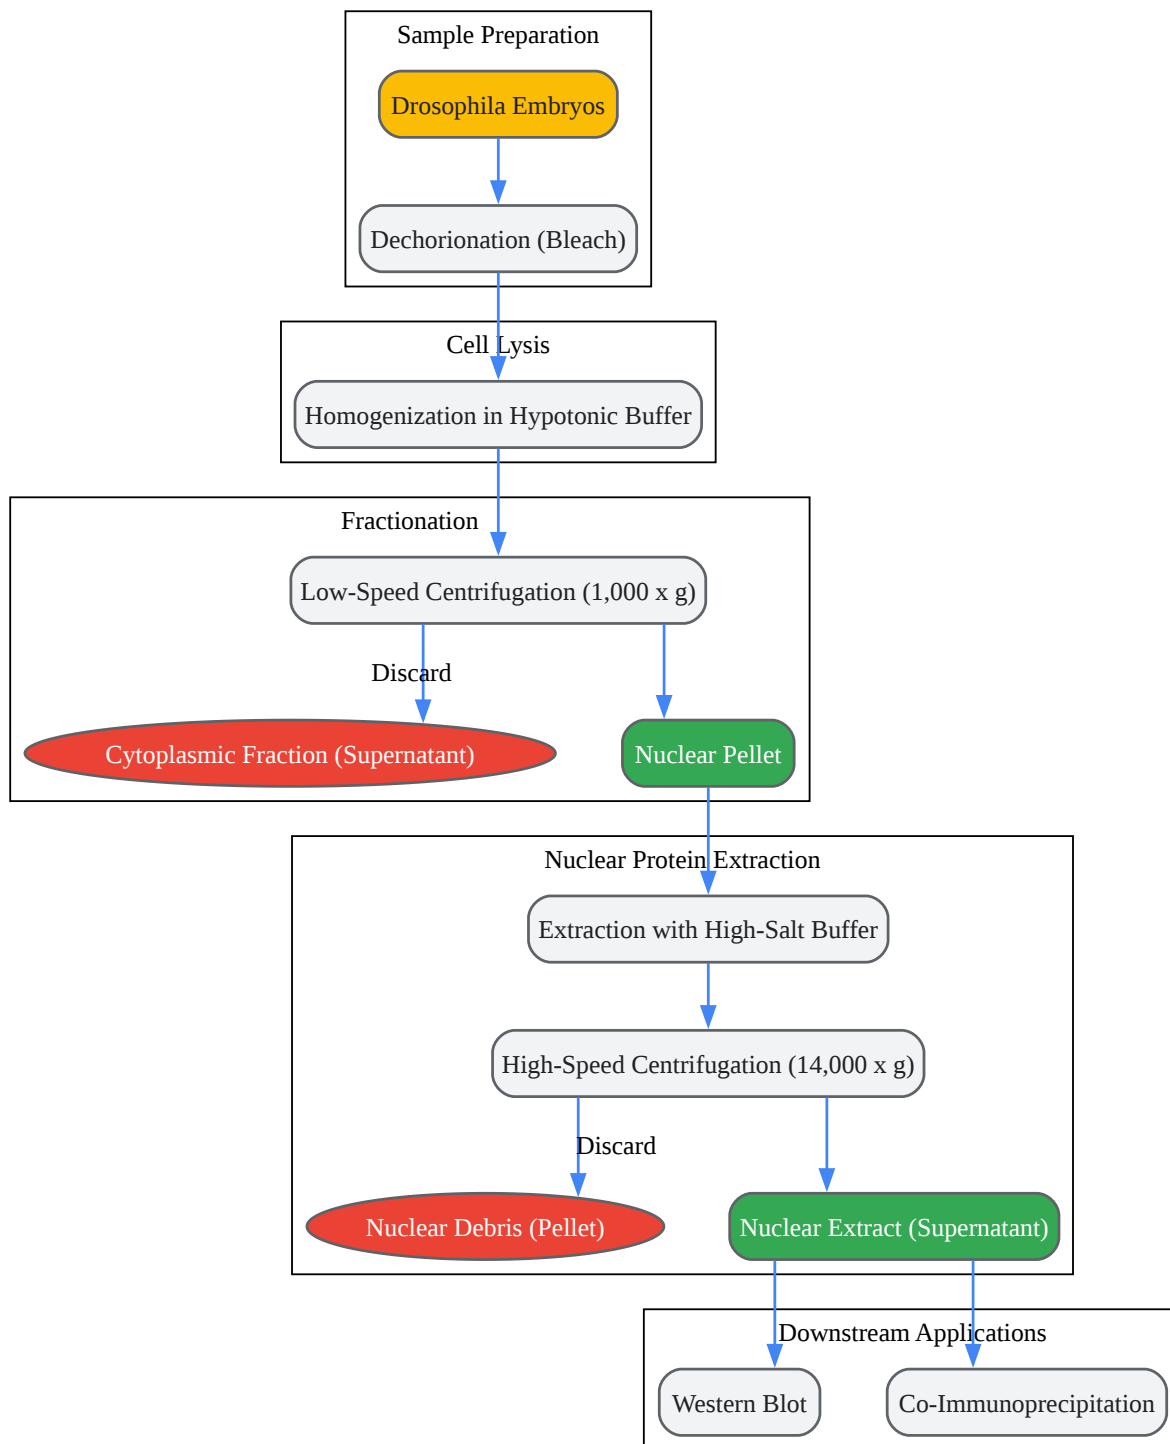 Sample Preparation
Drosophila Embryos
Dechorionation (Bleach)
Cell Lysis
Homogenization in Hypotonic Buffer
Fractionation
Low-Speed Centrifugation (1,000 x g)
Discard
Cytoplasmic Fraction (Supernatant)
Nuclear Pellet
Nuclear Protein Extraction
Extraction with High-Salt Buffer
High-Speed Centrifugation (14,000 x g)
Discard
Nuclear Debris (Pellet)
Nuclear Extract (Supernatant)
Downstream Applications
Western Blot
Co-Immunoprecipitation